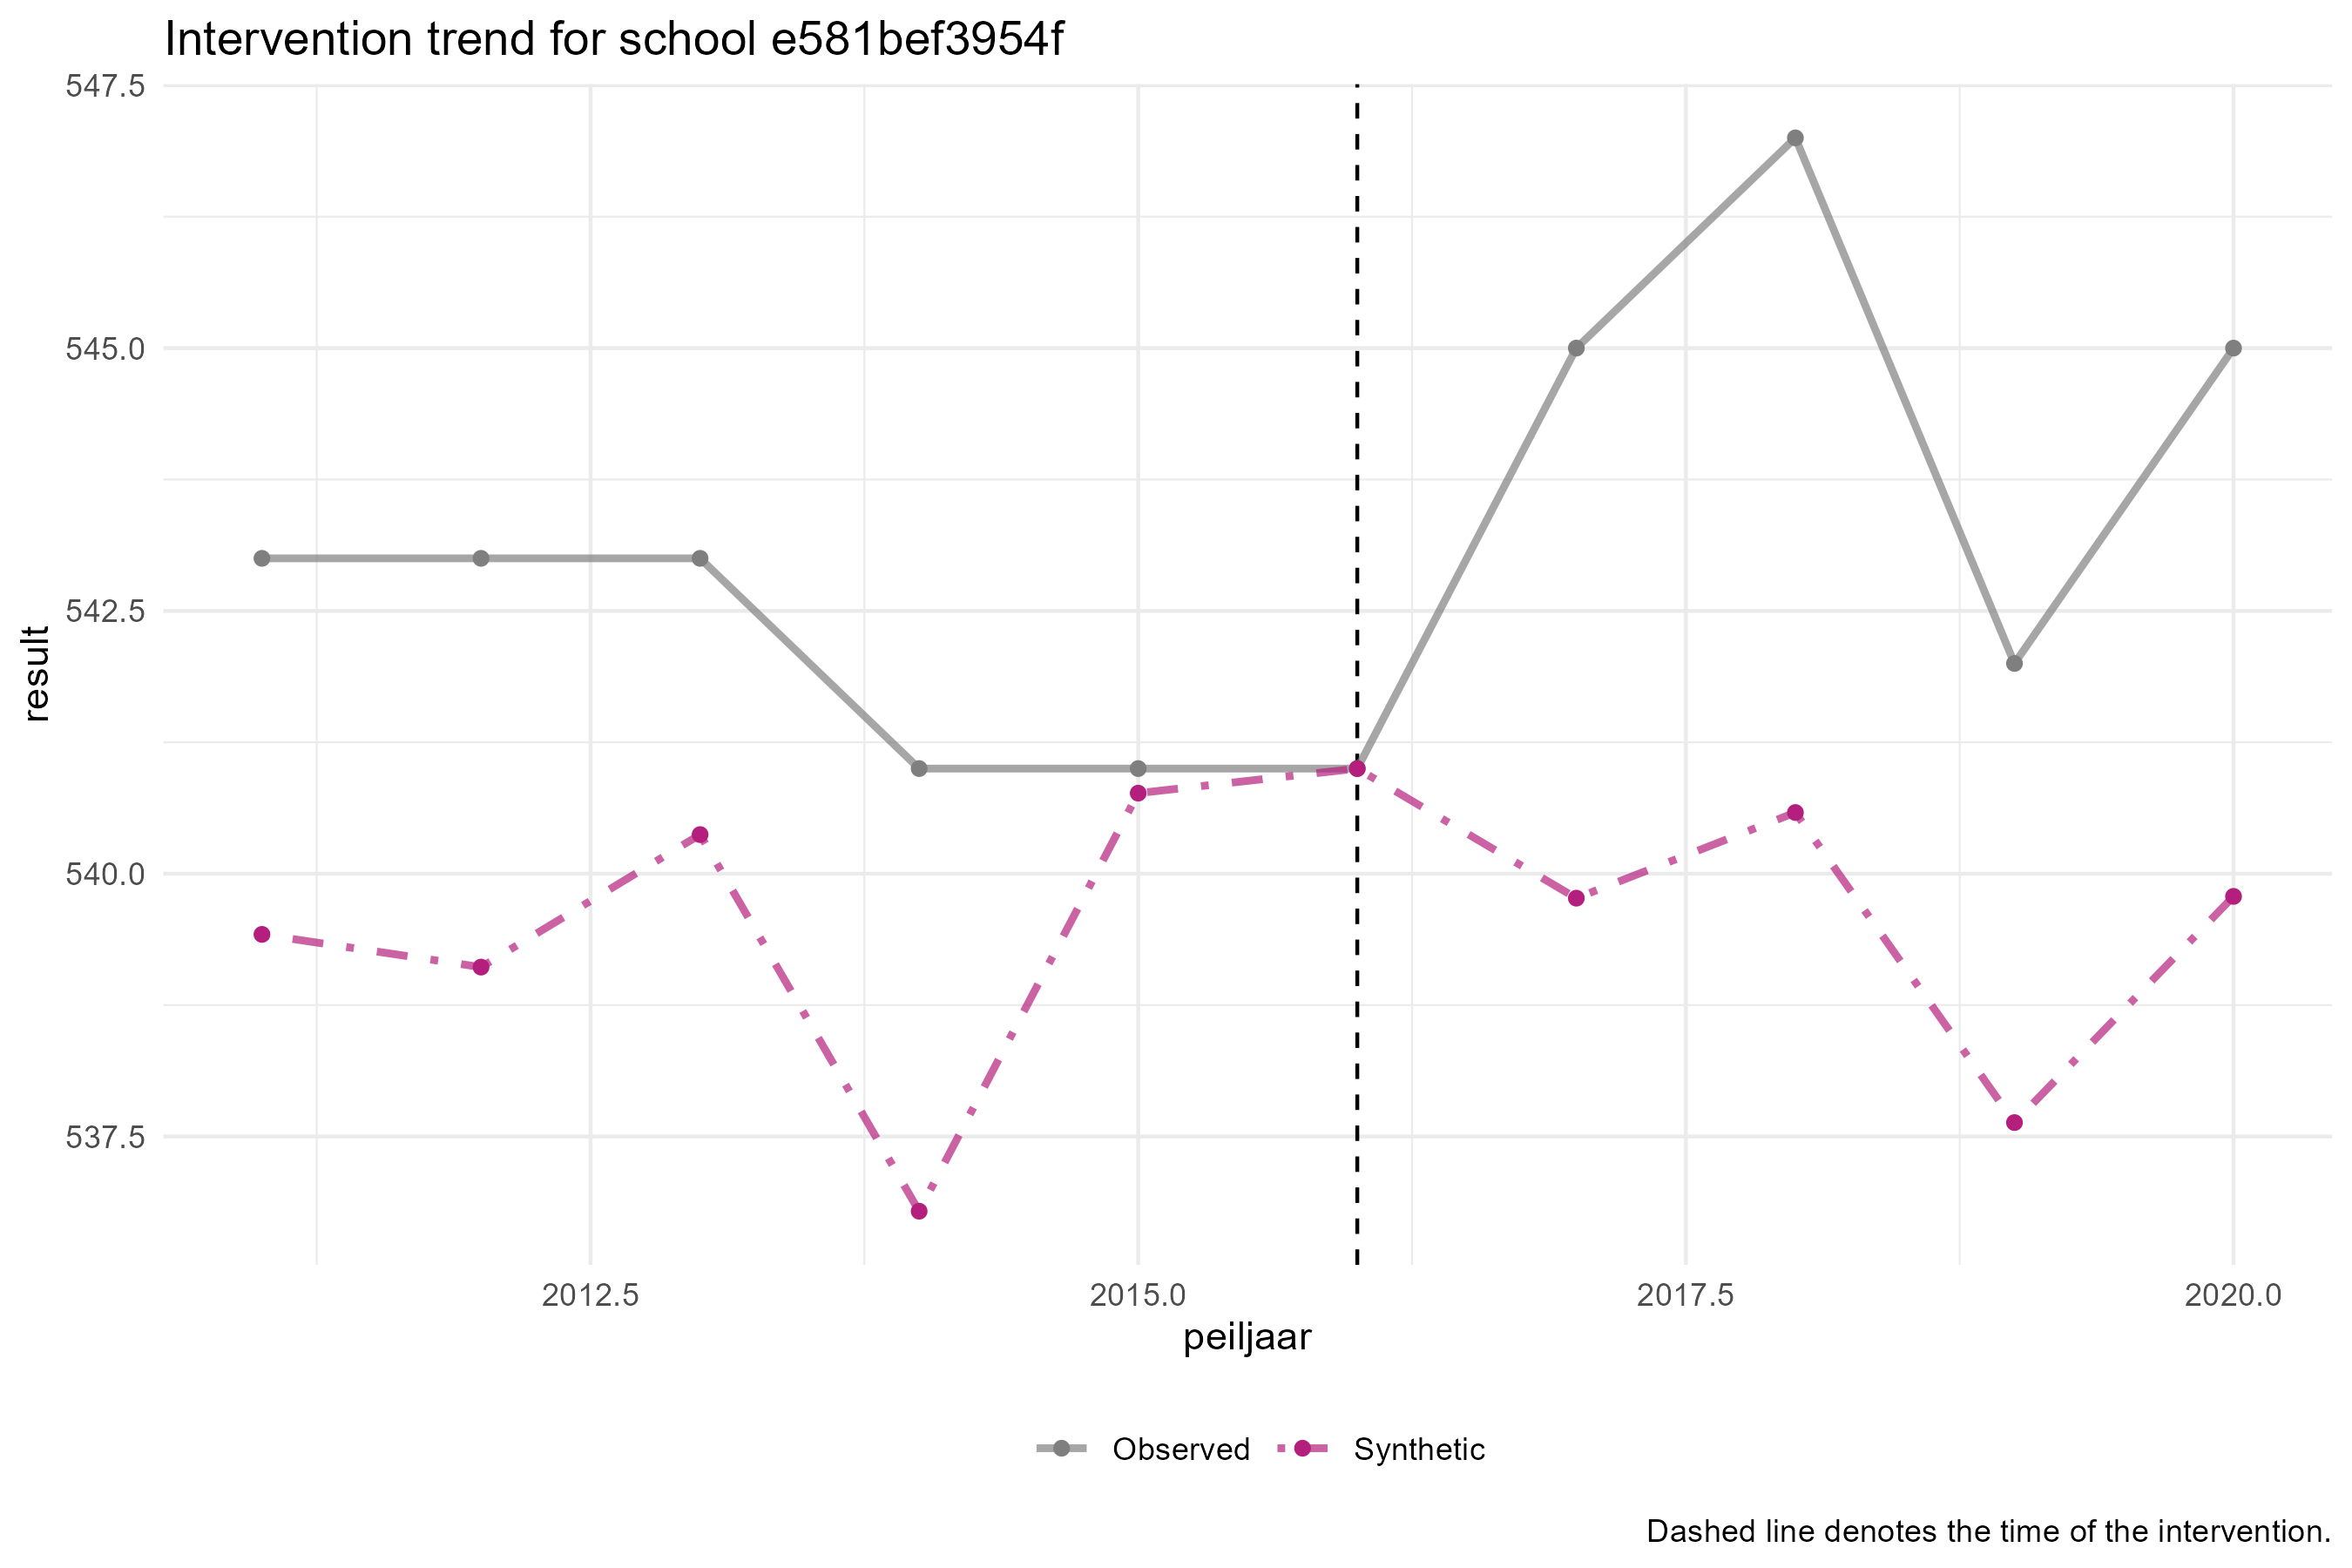 Intervention trend for school e581bef3954f
547.5
545.0
542.5
540.0
537.5
result
2012.5 2015.0 2017.5 2020.0
peiljaar
Observed Synthetic
Dashed line denotes the time of the intervention.